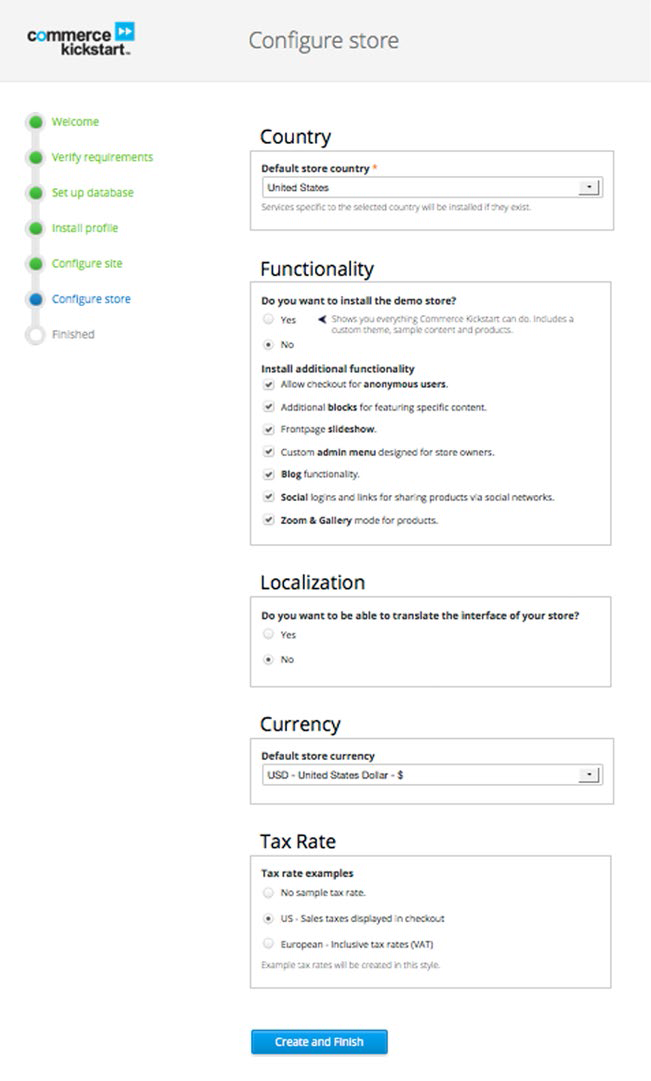 commerce
kickstart™
Configure store
Welcome
Verify requirements
Set up database
Install profile
Configure site
Configure store
Finished
Country
Default store country *
United States
Services specific to the selected country will be installed if they exist.
Functionality
Do you want to install the demo store?
Yes
Shows you everything Commerce Kickstart can do. Includes a
custom theme, sample content and products.
No
Install additional functionality
Allow checkout for anonymous users.
Additional blocks for featuring specific content.
Frontpage slideshow.
Custom admin menu designed for store owners.
Blog functionality.
Social logins and links for sharing products via social networks.
Zoom & Gallery mode for products.
Localization
Do you want to be able to translate the interface of your store?
Yes
No
Currency
Default store currency
USD - United States Dollar - $
Tax Rate
Tax rate examples
No sample tax rate.
US - Sales taxes displayed in checkout
European - Inclusive tax rates (VAT)
Example tax rates will be created in this style.
Create and Finish